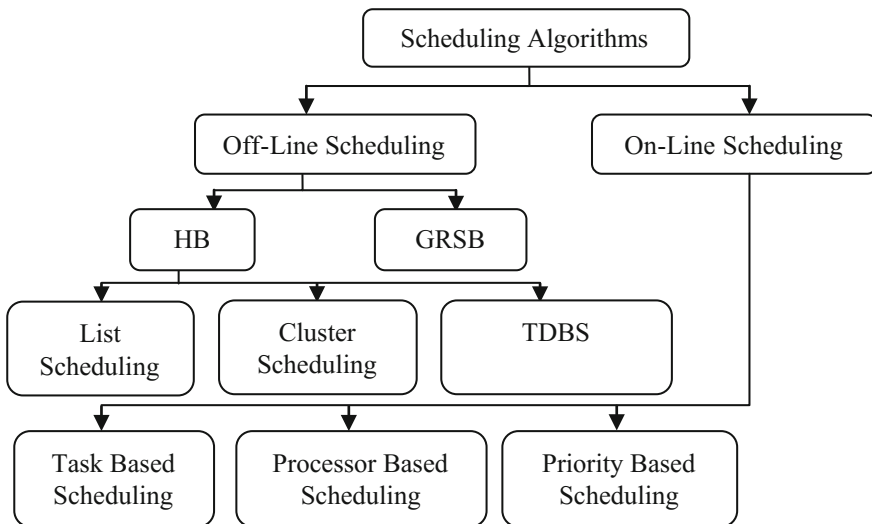 Scheduling Algorithms
Off-Line Scheduling
On-Line Scheduling
HB
GRSB
List
Scheduling
Cluster
Scheduling
TDBS
Task Based
Scheduling
Processor Based
Scheduling
Priority Based
Scheduling